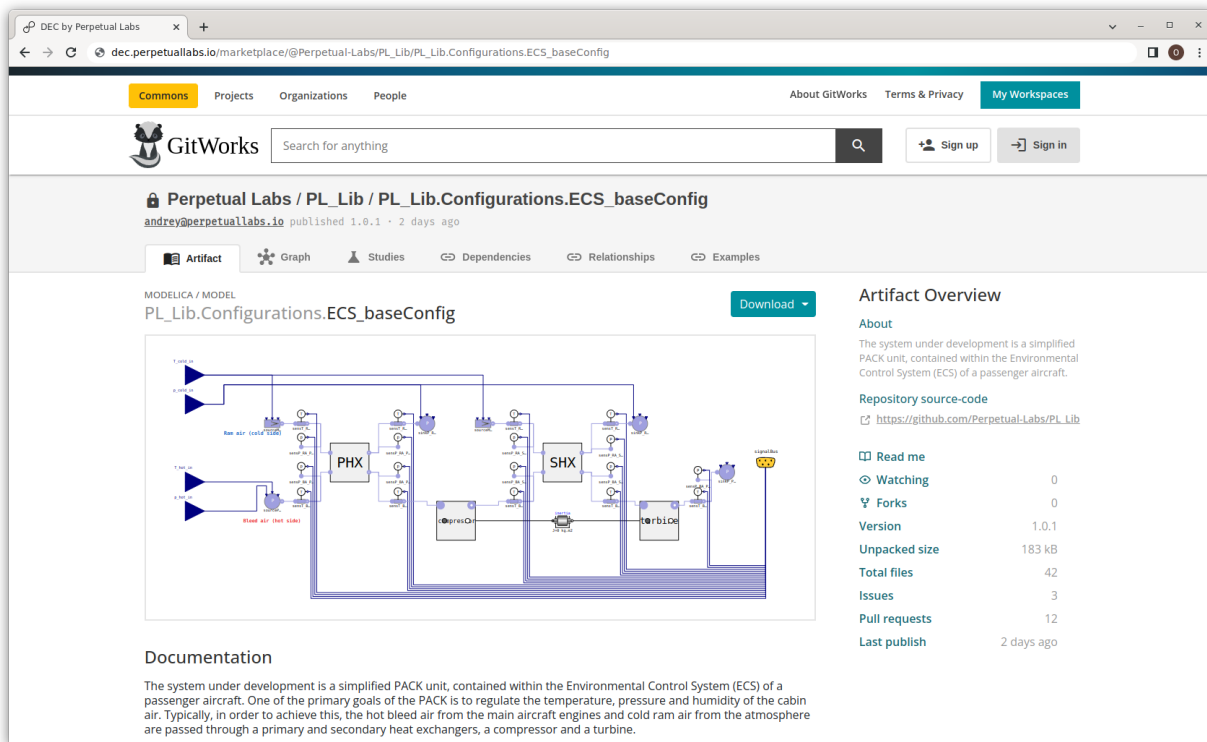 DEC by Perpetual Labs
dec.perpetuallabs.io/marketplace/@Perpetual-Labs/PL_Lib/PL_Lib.Configurations.ECS_baseConfig
O
Commons Projects Organizations People About GitWorks Terms & Privacy My Workspaces
GitWorks Search for anything Sign up Sign in
Perpetual Labs / PL_Lib / PL_Lib.Configurations.ECS_baseConfig
andrey@perpetuallabs.io published 1.0.1 · 2 days ago
Artifact Graph Studies Dependencies Relationships Examples
MODELICA / MODEL
PL_Lib.Configurations.ECS_baseConfig
Download
T_cold_in
p_cold_in
Ram air (cold side)
PHX
SHX
signalBus
T_hot_in
p_hot_in
Bleed air (hot side)
inertia
turbine
Artifact Overview
About
The system under development is a simplified
PACK unit, contained within the Environmental
Control System (ECS) of a passenger aircraft.
Repository source-code
https://github.com/Perpetual-Labs/PL_Lib
Read me
Watching 0
Forks 0
Version 1.0.1
Unpacked size 183 kB
Total files 42
Issues 3
Pull requests 12
Last publish 2 days ago
Documentation
The system under development is a simplified PACK unit, contained within the Environmental Control System (ECS) of a
passenger aircraft. One of the primary goals of the PACK is to regulate the temperature, pressure and humidity of the cabin
air. Typically, in order to achieve this, the hot bleed air from the main aircraft engines and cold ram air from the atmosphere
are passed through a primary and secondary heat exchangers, a compressor and a turbine.